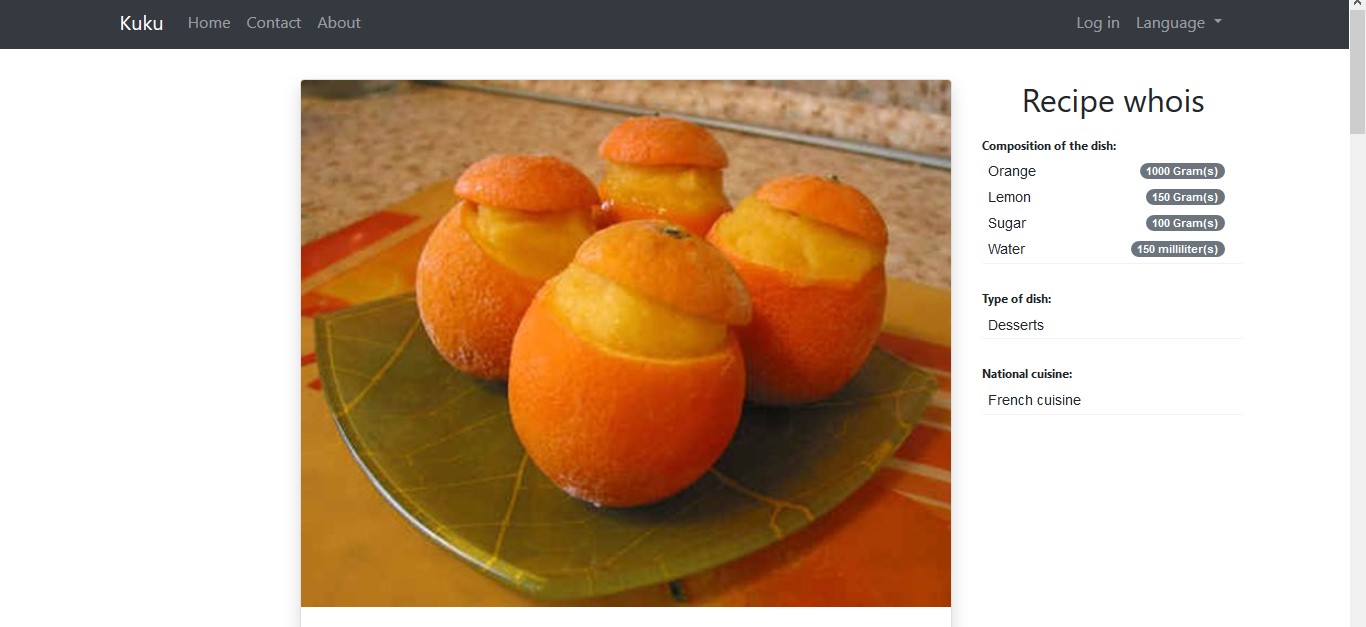 Kuku Home Contact About Log in Language
Recipe whois
Composition of the dish:
Orange 1000 Gram(s)
Lemon 150 Gram(s)
Sugar 100 Gram(s)
Water 150 milliliter(s)
Type of dish:
Desserts
National cuisine:
French cuisine